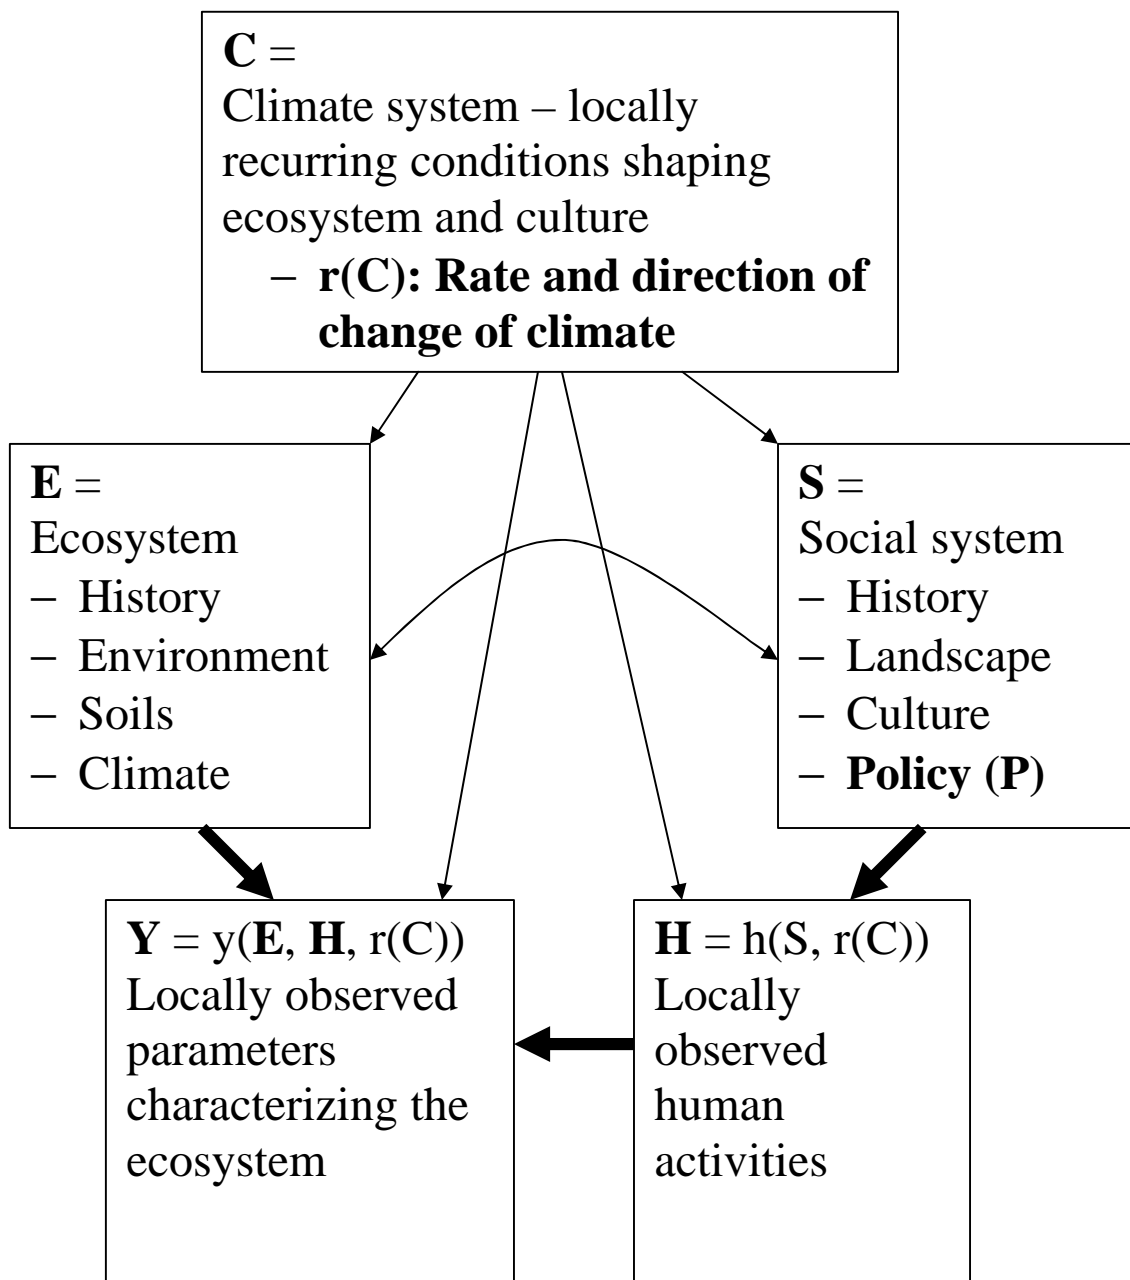 C =
Climate system – locally
recurring conditions shaping
ecosystem and culture
– r(C): Rate and direction of
change of climate
E =
Ecosystem
– History
– Environment
– Soils
– Climate
S =
Social system
– History
– Landscape
– Culture
– Policy (P)
Y = y(E, H, r(C))
Locally observed
parameters
characterizing the
ecosystem
H = h(S, r(C))
Locally
observed
human
activities